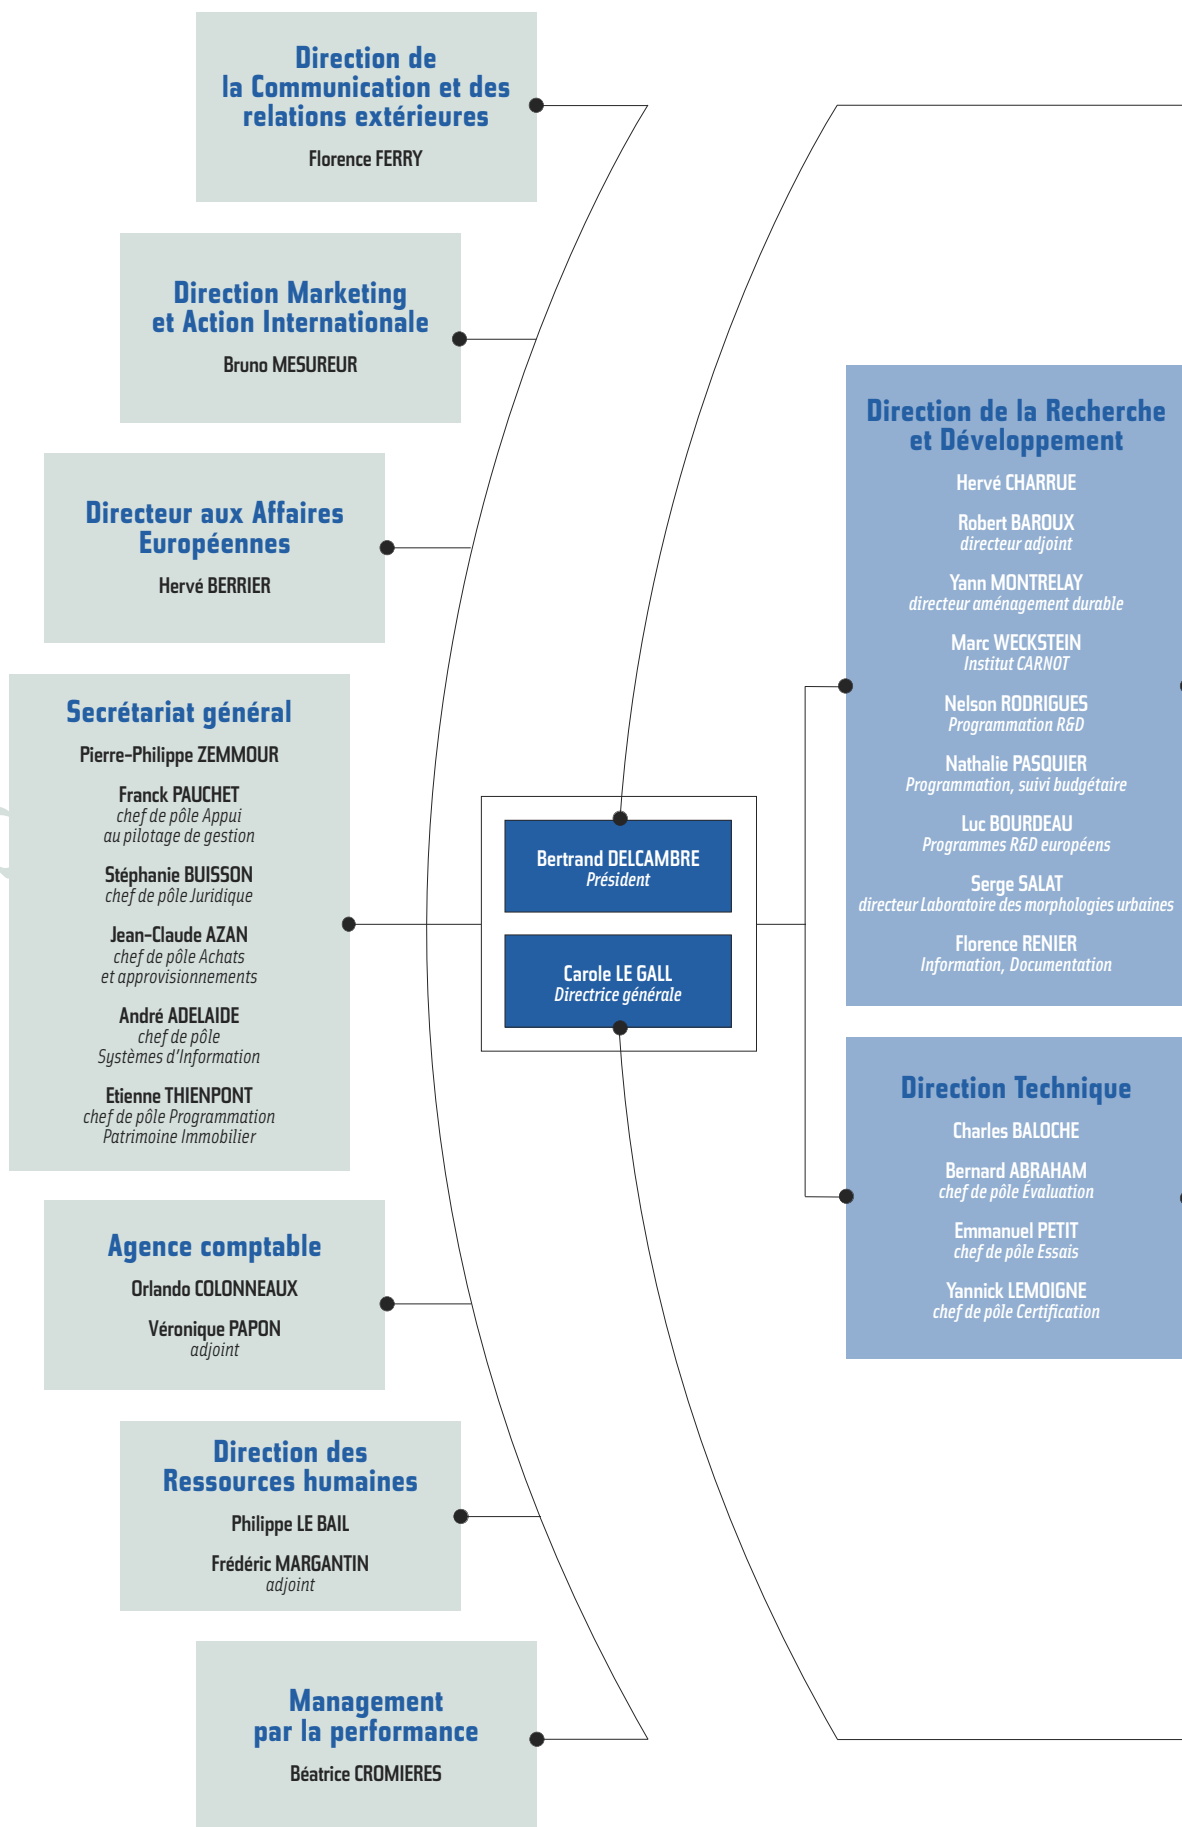 Direction de
la Communication et des
relations extérieures
Florence FERRY
Direction Marketing
et Action Internationale
Bruno MESUREUR
Directeur aux Affaires
Européennes
Hervé BERRIER
Secrétariat général
Pierre-Philippe ZEMMOUR
Franck PAUCHET
chef de pôle Appui
au pilotage de gestion
Stéphanie BUISSON
chef de pôle Juridique
Jean-Claude AZAN
chef de pôle Achats
et approvisionnements
André ADELAIDE
chef de pôle
Systèmes d'Information
Etienne THIENPONT
chef de pôle Programmation
Patrimoine Immobilier
Agence comptable
Orlando COLONNEAUX
Véronique PAPON
adjoint
Direction des
Ressources humaines
Philippe LE BAIL
Frédéric MARGANTIN
adjoint
Management
par la performance
Béatrice CROMIERES
Bertrand DELCAMBRE
Président
Carole LE GALL
Directrice générale
Direction de la Recherche
et Développement
Hervé CHARRUE
Robert BAROUX
directeur adjoint
Yann MONTRELAY
directeur aménagement durable
Marc WECKSTEIN
Institut CARNOT
Nelson RODRIGUES
Programmation R&D
Nathalie PASQUIER
Programmation, suivi budgétaire
Luc BOURDEAU
Programmes R&D européens
Serge SALAT
directeur Laboratoire des morphologies urbaines
Florence RENIER
Information, Documentation
Direction Technique
Charles BALOCHE
Bernard ABRAHAM
chef de pôle Évaluation
Emmanuel PETIT
chef de pôle Essais
Yannick LEMOIGNE
chef de pôle Certification